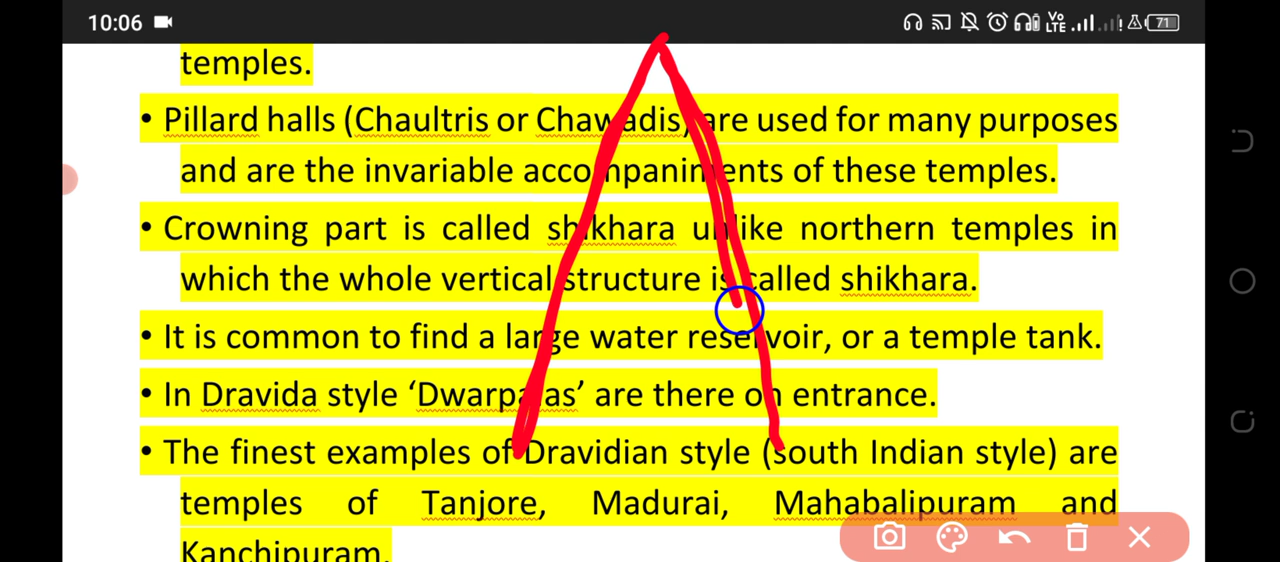 10:06
Vo
LTE
71
temples.
• Pillard halls (Chaultris or Chawadis) are used for many purposes
and are the invariable accompaniments of these temples.
• Crowning part is called shikhara unlike northern temples in
which the whole vertical structure is called shikhara.
• It is common to find a large water reservoir, or a temple tank.
• In Dravida style ‘Dwarpalas’ are there on entrance.
• The finest examples of Dravidian style (south Indian style) are
temples of Tanjore, Madurai, Mahabalipuram and
Kanchipuram.